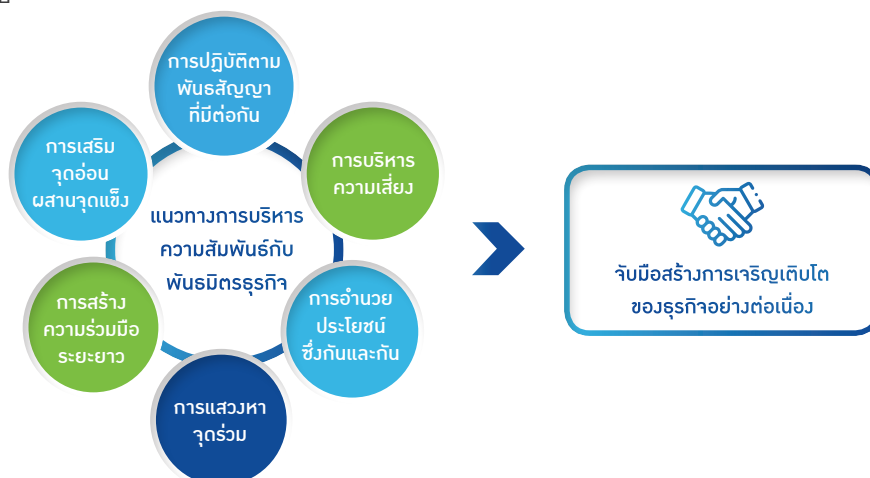 การปฏิบัติตาม
พันธสัญญา
ที่มีต่อกัน
การบริหาร
ความเสี่ยง
การอำนวย
ประโยชน์
ซึ่งกันและกัน
การแสวงหา
จุดร่วม
การสร้าง
ความร่วมมือ
ระยะยาว
การเสริม
จุดอ่อน
ผสานจุดแข็ง
แนวทางการบริหาร
ความสัมพันธ์กับ
พันธมิตรธุรกิจ
จับมือสร้างการเจริญเติบโต
ของธุรกิจอย่างต่อเนื่อง